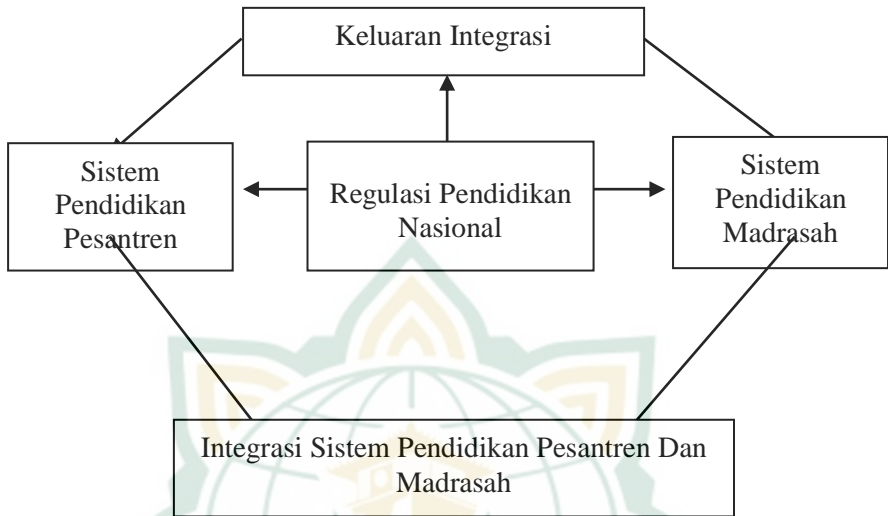 Keluaran Integrasi
Sistem
Pendidikan
Pesantren
Regulasi Pendidikan
Nasional
Sistem
Pendidikan
Madrasah
Integrasi Sistem Pendidikan Pesantren Dan
Madrasah